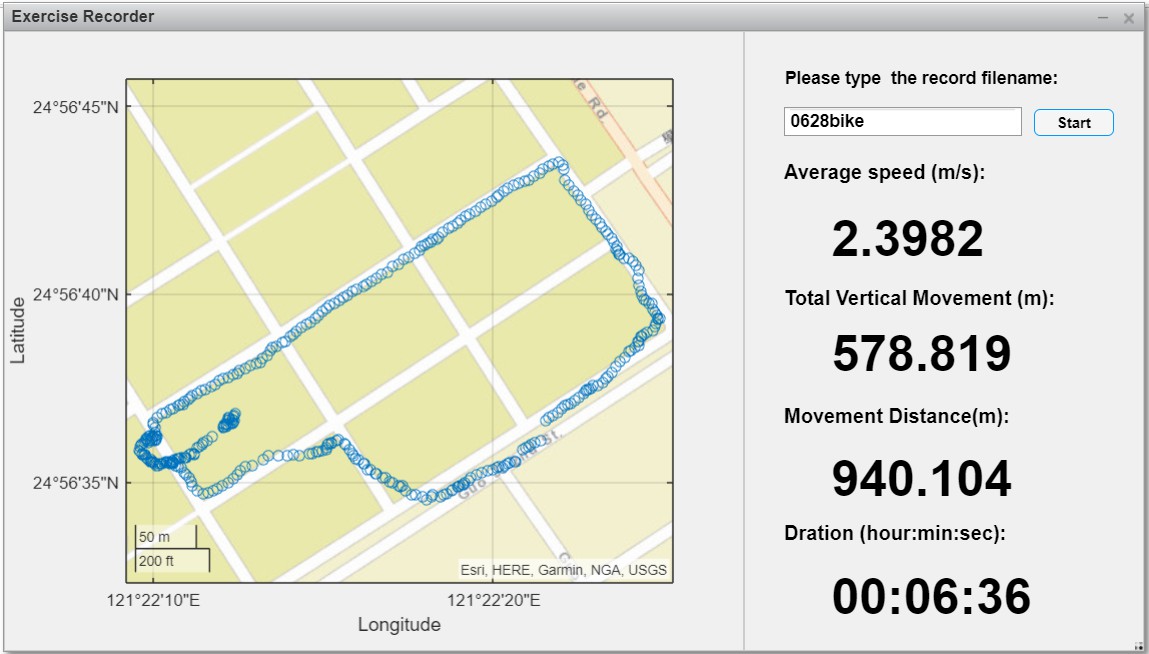 Exercise Recorder
24°56'45"N
24°56'40"N
24°56'35"N
Latitude
121°22'10"E
121°22'20"E
Longitude
Rd.
St.
50 m
200 ft
Esri, HERE, Garmin, NGA, USGS
Please type the record filename:
0628bike
Start
Average speed (m/s):
2.3982
Total Vertical Movement (m):
578.819
Movement Distance(m):
940.104
Dration (hour:min:sec):
00:06:36